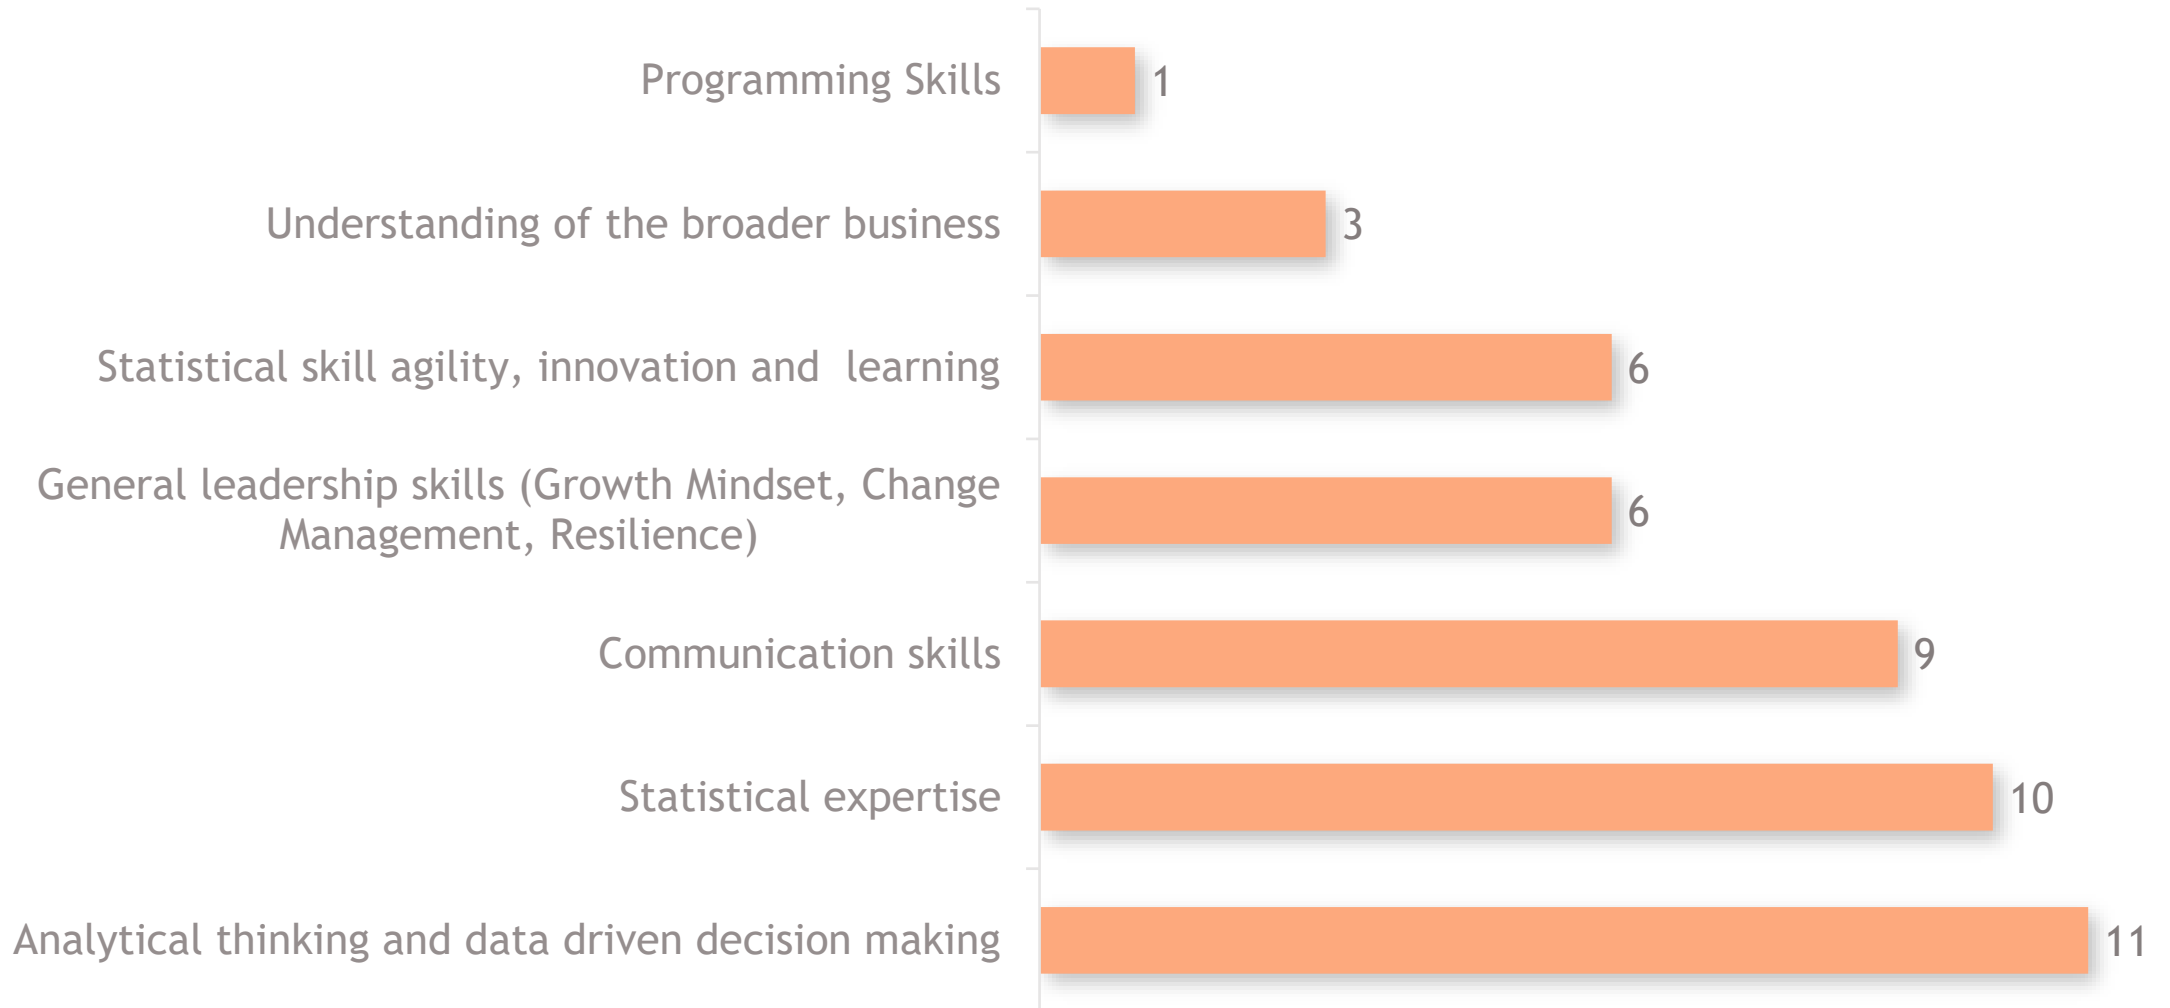 Programming Skills
1
Understanding of the broader business
3
Statistical skill agility, innovation and  learning
6
General leadership skills (Growth Mindset, Change
Management, Resilience)
6
Communication skills
9
Statistical expertise
10
Analytical thinking and data driven decision making
11